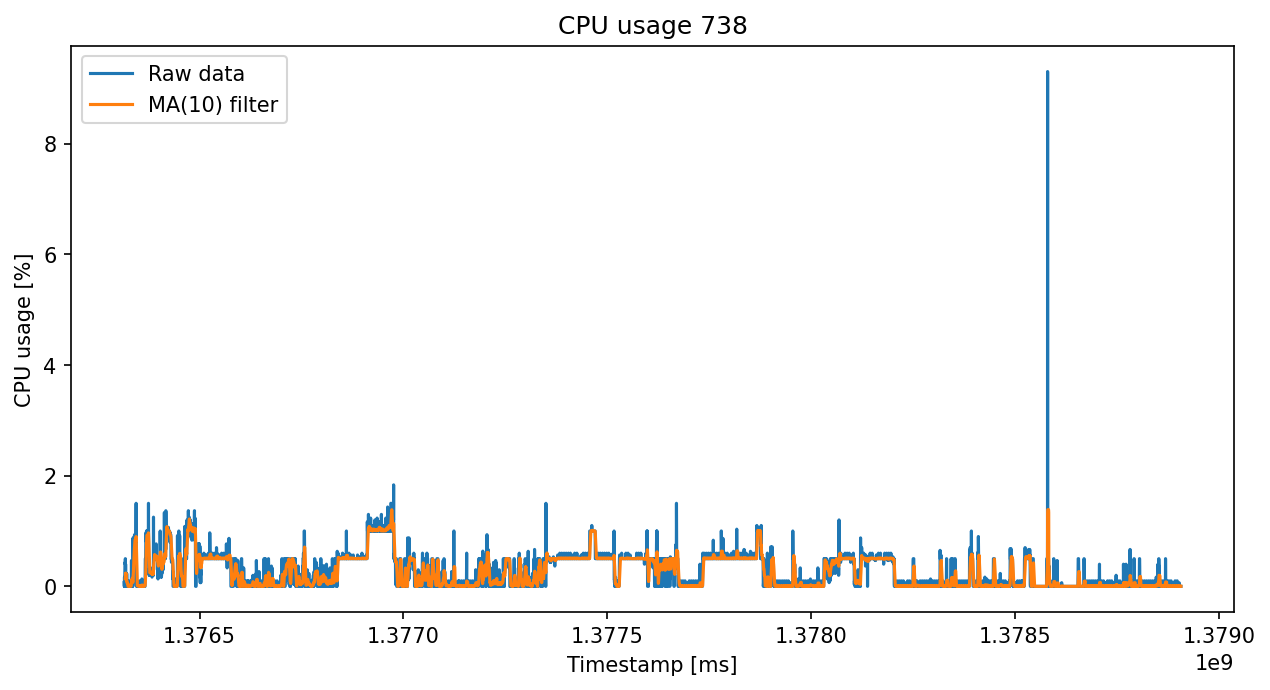 CPU usage 738
Raw data
MA(10) filter
CPU usage [%]
8
6
4
2
0
1.3765 1.3770 1.3775 1.3780 1.3785 1.3790
1e9
Timestamp [ms]